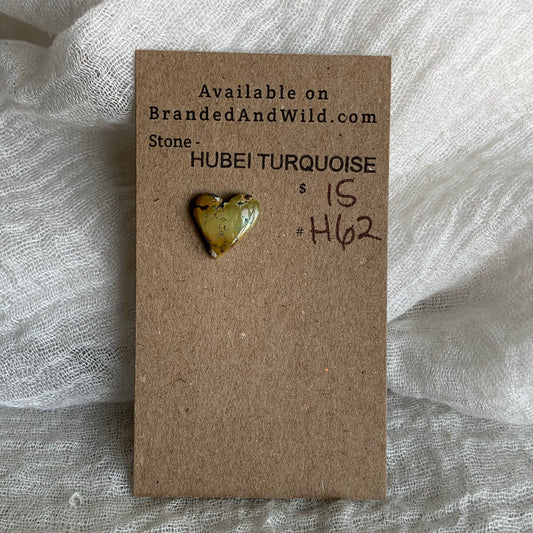 Available on
BrandedAndWild.com
Stone -
HUBEI TURQUOISE
$ 15
# H62